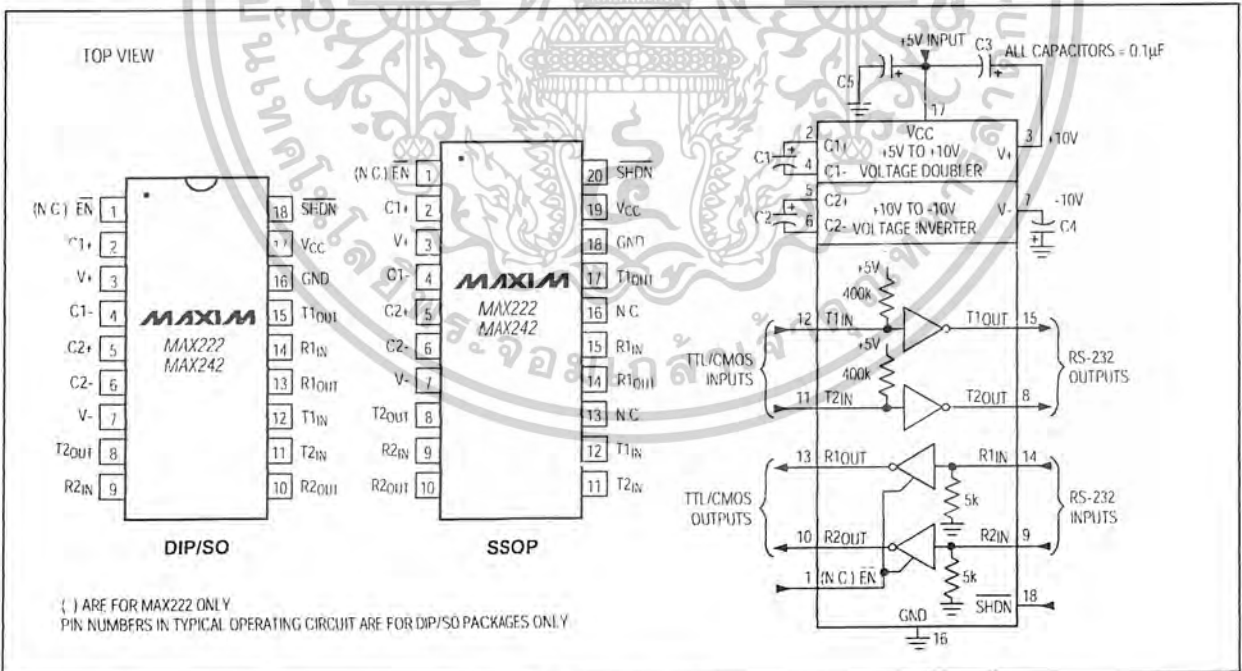 TOP VIEW
(N.C.) EN 1
C1+ 2
V+ 3
C1- 4
C2+ 5
C2- 6
V- 7
T2OUT 8
R2IN 9
18 SHDN
17 VCC
16 GND
15 T1OUT
14 R1IN
13 R1OUT
12 T1IN
11 T2IN
10 R2OUT
MAXIM
MAX222
MAX242
DIP/SO
(N.C.) EN 1
C1+ 2
V+ 3
C1- 4
C2+ 5
C2- 6
V- 7
T2OUT 8
R2IN 9
R2OUT 10
20 SHDN
19 VCC
18 GND
17 T1OUT
16 N.C.
15 R1IN
14 R1OUT
13 N.C.
12 T1IN
11 T2IN
MAXIM
MAX222
MAX242
SSOP
+5V INPUT
C3
ALL CAPACITORS = 0.1µF
C5
17
VCC
2 C1+ +5V TO +10V V+ 3 +10V
C1
4 C1- VOLTAGE DOUBLER
5 C2+ +10V TO -10V V- 7 -10V
C2
6 C2- VOLTAGE INVERTER
C4
+5V
400k
12 T1IN T1OUT 15
+5V
TTL/CMOS
INPUTS
RS-232
OUTPUTS
400k
11 T2IN T2OUT 8
13 R1OUT R1IN 14
5k
TTL/CMOS
OUTPUTS
RS-232
INPUTS
10 R2OUT R2IN 9
1 (N.C.) EN
5k
SHDN 18
GND
16
( ) ARE FOR MAX222 ONLY
PIN NUMBERS IN TYPICAL OPERATING CIRCUIT ARE FOR DIP/SO PACKAGES ONLY